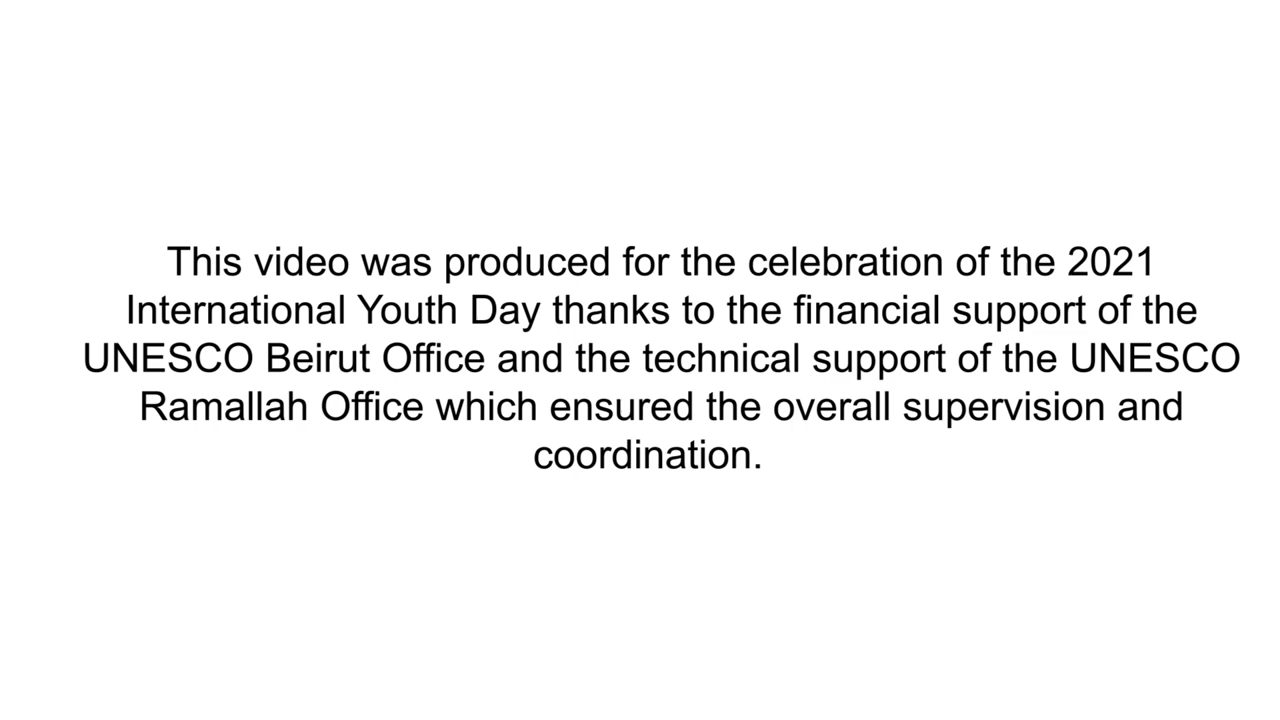 This video was produced for the celebration of the 2021
International Youth Day thanks to the financial support of the
UNESCO Beirut Office and the technical support of the UNESCO
Ramallah Office which ensured the overall supervision and
coordination.